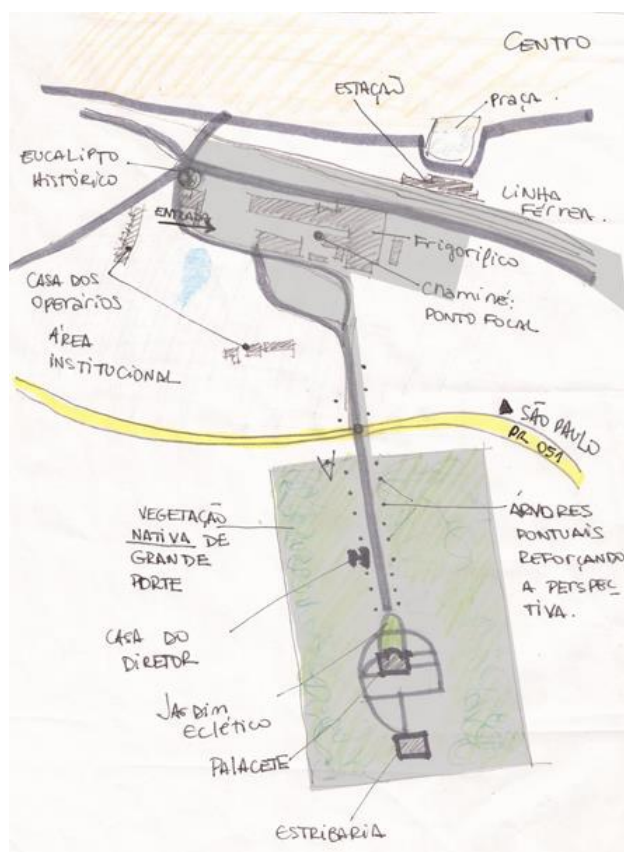 CENTRO
ESTAÇÃO
PRAÇA.
EUCALIPTO
HISTÓRICO
LINHA
FÉRREA.
ENTRADA
Frigorífico
CASA DOS
OPERÁRIOS
CHAMINÉ:
PONTO FOCAL
ÁREA
INSTITUCIONAL
SÃO PAULO
PR 051
VEGETAÇÃO
NATIVA DE
GRANDE
PORTE
ÁRVORES
PONTUAIS
REFORÇANDO
A PERSPEC-
TIVA.
CASA DO
DIRETOR
JARDIM
ECLÉTICO
PALACETE
ESTRIBARIA